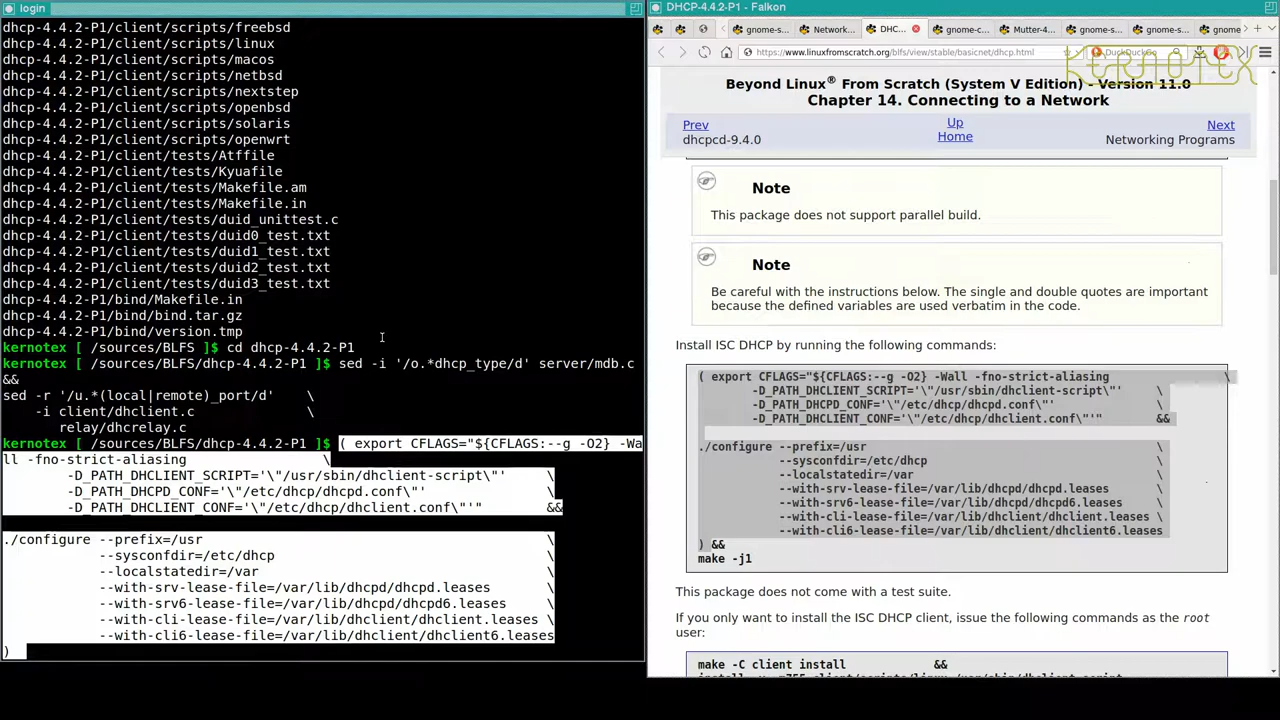 login
dhcp-4.4.2-P1/client/scripts/freebsd
dhcp-4.4.2-P1/client/scripts/linux
dhcp-4.4.2-P1/client/scripts/macos
dhcp-4.4.2-P1/client/scripts/netbsd
dhcp-4.4.2-P1/client/scripts/nextstep
dhcp-4.4.2-P1/client/scripts/openbsd
dhcp-4.4.2-P1/client/scripts/solaris
dhcp-4.4.2-P1/client/scripts/openwrt
dhcp-4.4.2-P1/client/tests/Atffile
dhcp-4.4.2-P1/client/tests/Kyuafile
dhcp-4.4.2-P1/client/tests/Makefile.am
dhcp-4.4.2-P1/client/tests/Makefile.in
dhcp-4.4.2-P1/client/tests/duid_unittest.c
dhcp-4.4.2-P1/client/tests/duid0_test.txt
dhcp-4.4.2-P1/client/tests/duid1_test.txt
dhcp-4.4.2-P1/client/tests/duid2_test.txt
dhcp-4.4.2-P1/client/tests/duid3_test.txt
dhcp-4.4.2-P1/bind/Makefile.in
dhcp-4.4.2-P1/bind/bind.tar.gz
dhcp-4.4.2-P1/bind/version.tmp
kernotex [ /sources/BLFS ]$ cd dhcp-4.4.2-P1
kernotex [ /sources/BLFS/dhcp-4.4.2-P1 ]$ sed -i '/o.*dhcp_type/d' server/mdb.c
&&
sed -r '/u.*(local|remote)_port/d' \
-i client/dhclient.c \
relay/dhcrelay.c
kernotex [ /sources/BLFS/dhcp-4.4.2-P1 ]$ ( export CFLAGS="${CFLAGS:--g -O2} -Wa
ll -fno-strict-aliasing \
-D_PATH_DHCLIENT_SCRIPT='\"/usr/sbin/dhclient-script\"' \
-D_PATH_DHCPD_CONF='\"/etc/dhcp/dhcpd.conf\"' \
-D_PATH_DHCLIENT_CONF='\"/etc/dhcp/dhclient.conf\"'" &&
./configure --prefix=/usr \
--sysconfdir=/etc/dhcp \
--localstatedir=/var \
--with-srv-lease-file=/var/lib/dhcpd/dhcpd.leases \
--with-srv6-lease-file=/var/lib/dhcpd/dhcpd6.leases \
--with-cli-lease-file=/var/lib/dhclient/dhclient.leases \
--with-cli6-lease-file=/var/lib/dhclient/dhclient6.leases
)
DHCP-4.4.2-P1 - Falkon
gnome-s... Network... DHC... gnome-c... Mutter-4... gnome-s... gnome-s... gnome
https://www.linuxfromscratch.org/blfs/view/stable/basicnet/dhcp.html
DuckDuckGo
KERNOTEX
Beyond Linux® From Scratch (System V Edition) - Version 11.0
Chapter 14. Connecting to a Network
Prev Up Next
dhcpcd-9.4.0 Home Networking Programs
Note
This package does not support parallel build.
Note
Be careful with the instructions below. The single and double quotes are important
because the defined variables are used verbatim in the code.
Install ISC DHCP by running the following commands:
( export CFLAGS="${CFLAGS:--g -O2} -Wall -fno-strict-aliasing \
-D_PATH_DHCLIENT_SCRIPT='\"/usr/sbin/dhclient-script\"' \
-D_PATH_DHCPD_CONF='\"/etc/dhcp/dhcpd.conf\"' \
-D_PATH_DHCLIENT_CONF='\"/etc/dhcp/dhclient.conf\"'" &&
./configure --prefix=/usr \
--sysconfdir=/etc/dhcp \
--localstatedir=/var \
--with-srv-lease-file=/var/lib/dhcpd/dhcpd.leases \
--with-srv6-lease-file=/var/lib/dhcpd/dhcpd6.leases \
--with-cli-lease-file=/var/lib/dhclient/dhclient.leases \
--with-cli6-lease-file=/var/lib/dhclient/dhclient6.leases \
) &&
make -j1
This package does not come with a test suite.
If you only want to install the ISC DHCP client, issue the following commands as the root
user:
make -C client install &&